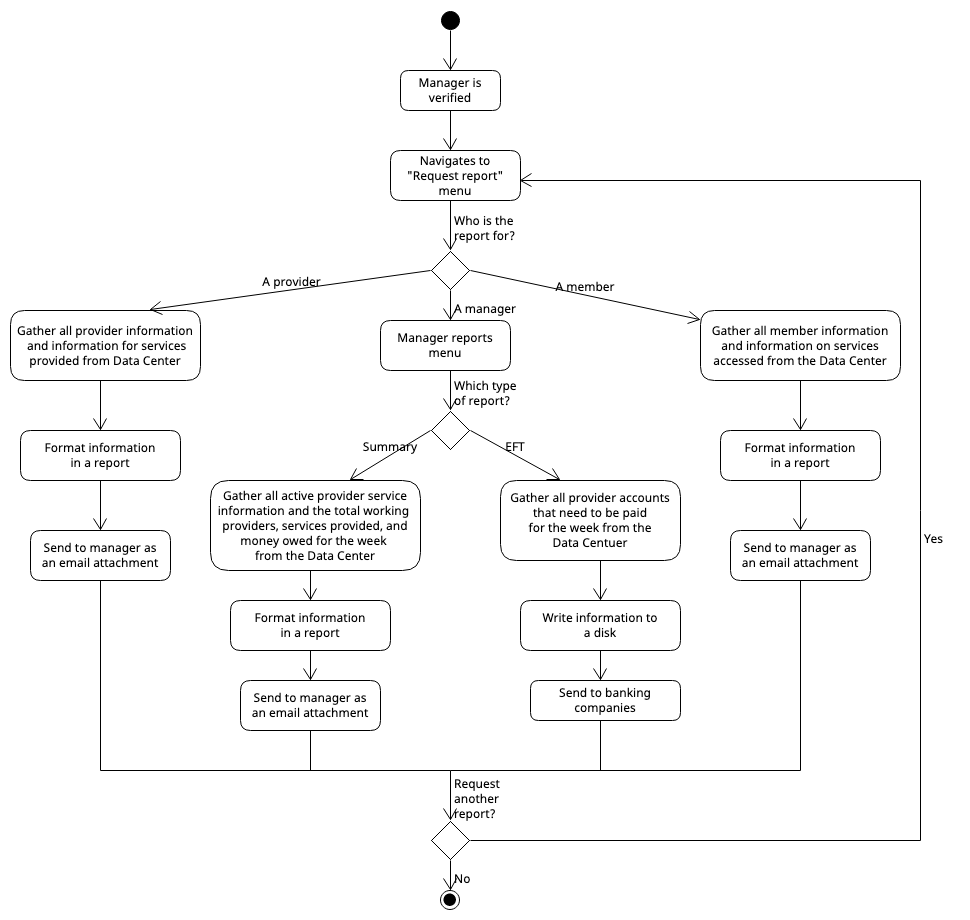 Manager is
verified
Navigates to
"Request report"
menu
Who is the
report for?
A provider
A manager
A member
Gather all provider information
and information for services
provided from Data Center
Manager reports
menu
Gather all member information
and information on services
accessed from the Data Center
Which type
of report?
Format information
in a report
Summary
EFT
Format information
in a report
Gather all active provider service
information and the total working
providers, services provided, and
money owed for the week
from the Data Center
Gather all provider accounts
that need to be paid
for the week from the
Data Centuer
Send to manager as
an email attachment
Send to manager as
an email attachment
Yes
Format information
in a report
Write information to
a disk
Send to manager as
an email attachment
Send to banking
companies
Request
another
report?
No